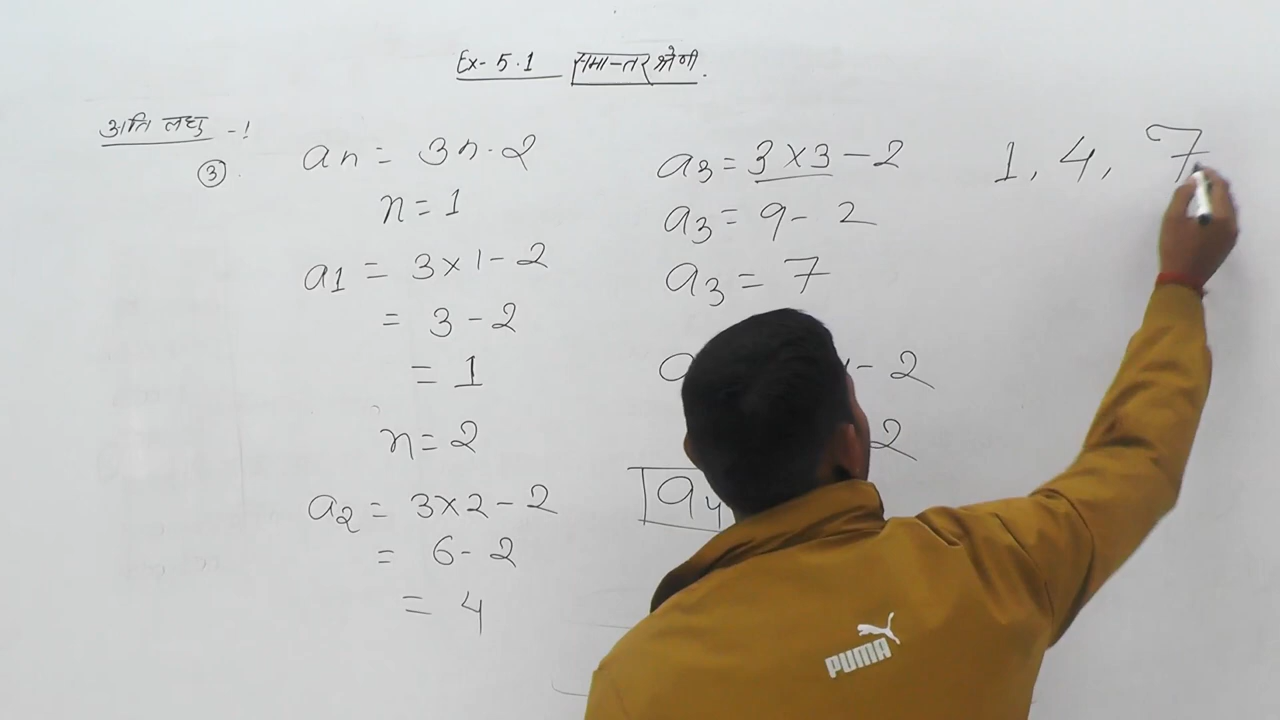 Ex- 5.1 समान्तर श्रेणी.
अति लघु -!
③.
an = 3n-2
n = 1
a1 = 3×1-2
= 3-2
= 1
n = 2
a2 = 3×2-2
= 6-2
= 4
a3 = 3×3-2
a3 = 9-2
a3 = 7
-2
2
a4
1, 4, 7
PUMA